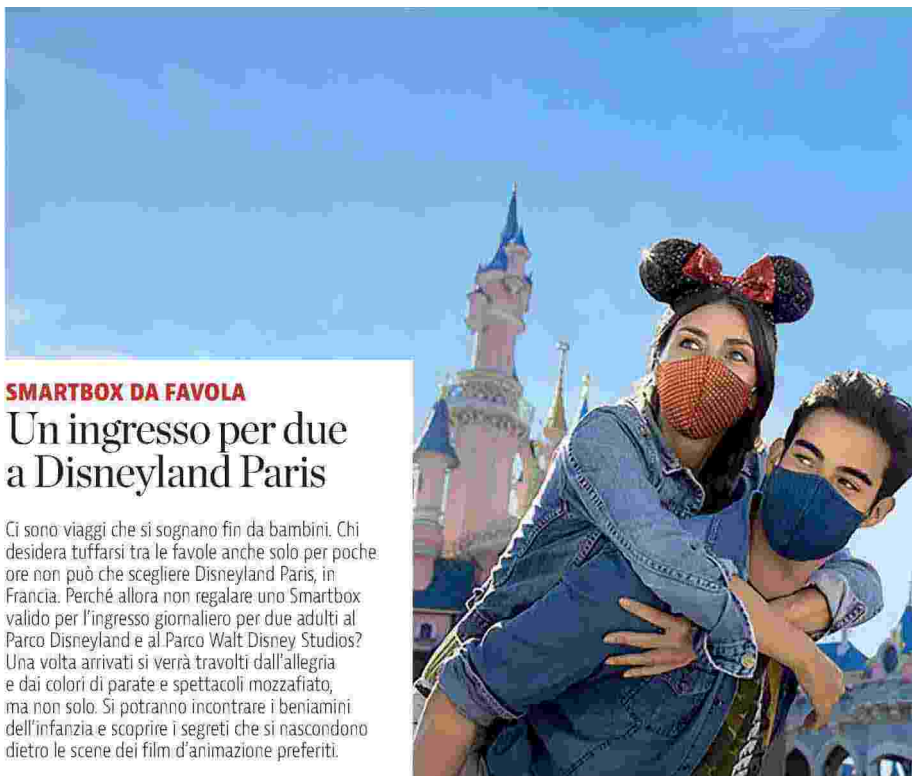 SMARTBOX DA FAVOLA
Un ingresso per due
a Disneyland Paris
Ci sono viaggi che si sognano fin da bambini. Chi
desidera tuffarsi tra le favole anche solo per poche
ore non può che scegliere Disneyland Paris, in
Francia. Perché allora non regalare uno Smartbox
valido per l'ingresso giornaliero per due adulti al
Parco Disneyland e al Parco Walt Disney Studios?
Una volta arrivati si verrà travolti dall'allegria
e dai colori di parate e spettacoli mozzafiato,
ma non solo. Si potranno incontrare i beniamini
dell'infanzia e scoprire i segreti che si nascondono
dietro le scene dei film d'animazione preferiti.